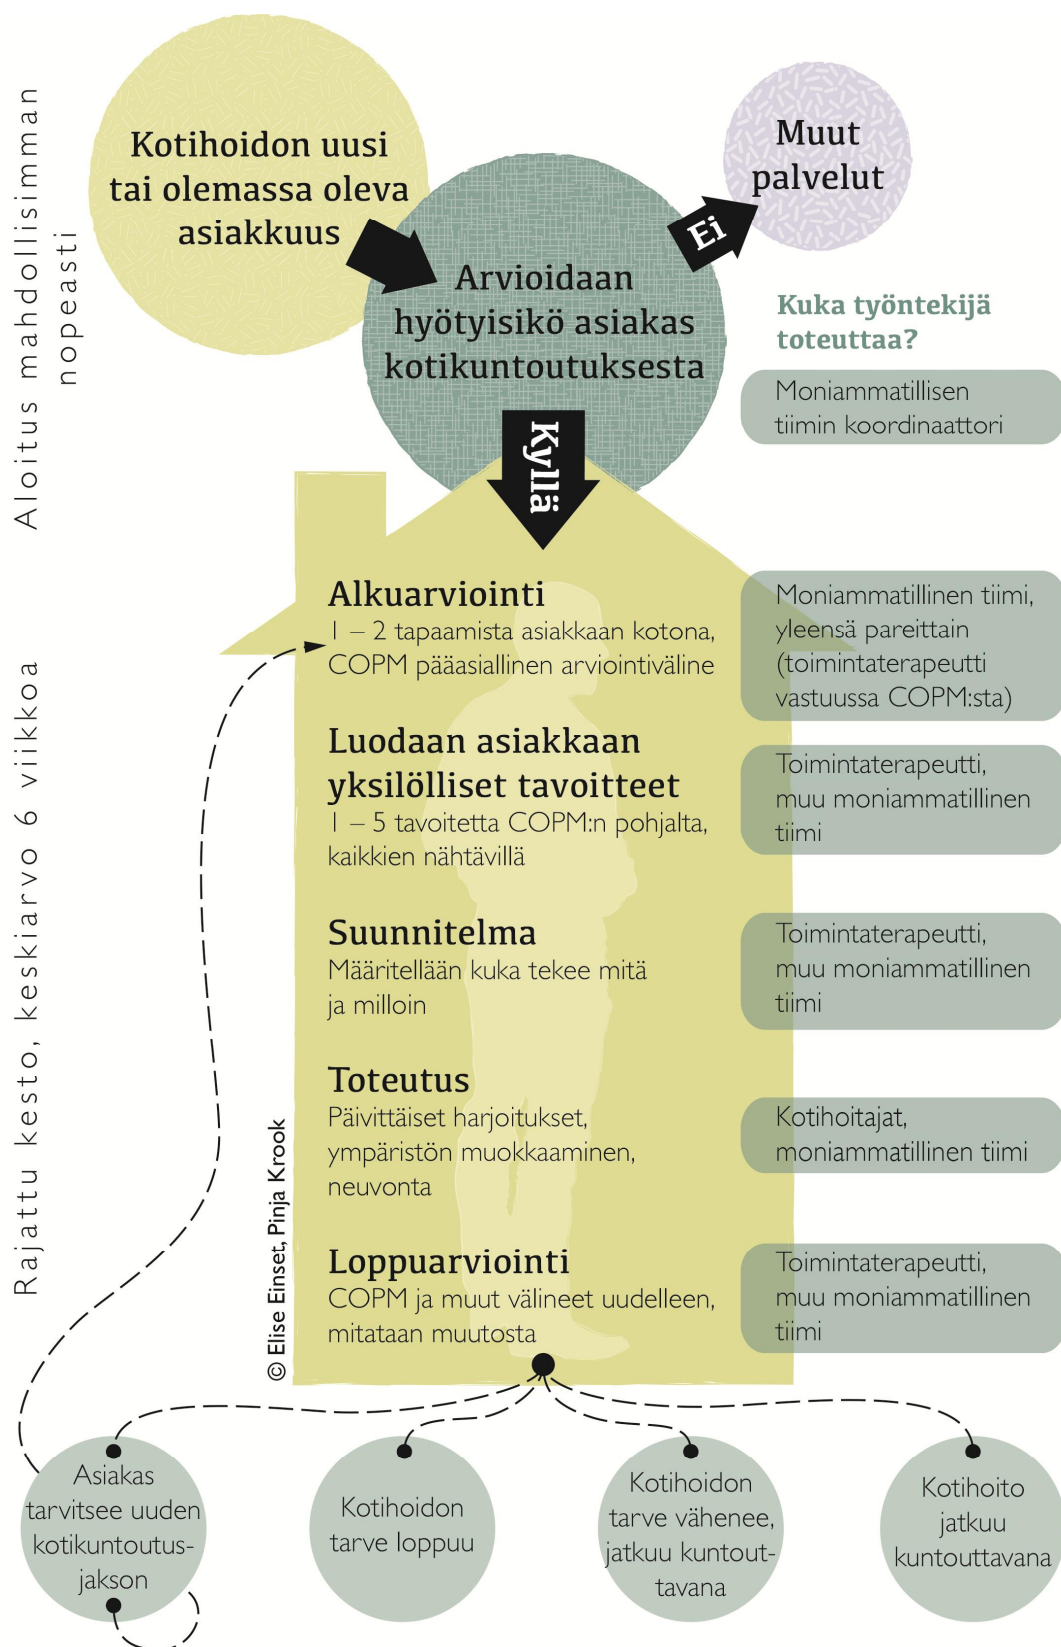 Aloitus mahdollisimman
nopeasti
Kotihoidon uusi
tai olemassa oleva
asiakkuus
Arvioidaan
hyötyisikö asiakas
kotikuntoutuksesta
Ei
Muut
palvelut
Kyllä
Kuka työntekijä
toteuttaa?
Moniammatillisen
tiimin koordinaattori
Rajattu kesto, keskiarvo 6 viikkoa
Alkuarviointi
1 – 2 tapaamista asiakkaan kotona,
COPM pääasiallinen arviointiväline
Moniammatillinen tiimi,
yleensä pareittain
(toimintaterapeutti
vastuussa COPM:sta)
Luodaan asiakkaan
yksilölliset tavoitteet
1 – 5 tavoitetta COPM:n pohjalta,
kaikkien nähtävillä
Toimintaterapeutti,
muu moniammatillinen
tiimi
Suunnitelma
Määritellään kuka tekee mitä
ja milloin
Toimintaterapeutti,
muu moniammatillinen
tiimi
Toteutus
Päivittäiset harjoitukset,
ympäristön muokkaaminen,
neuvonta
Kotihoitajat,
moniammatillinen tiimi
Loppuarviointi
COPM ja muut välineet uudelleen,
mitataan muutosta
Toimintaterapeutti,
muu moniammatillinen
tiimi
© Elise Einset, Pinja Krook
Asiakas
tarvitsee uuden
kotikuntoutus-
jakson
Kotihoidon
tarve loppuu
Kotihoidon
tarve vähenee,
jatkuu kuntout-
tavana
Kotihoito
jatkuu
kuntouttavana